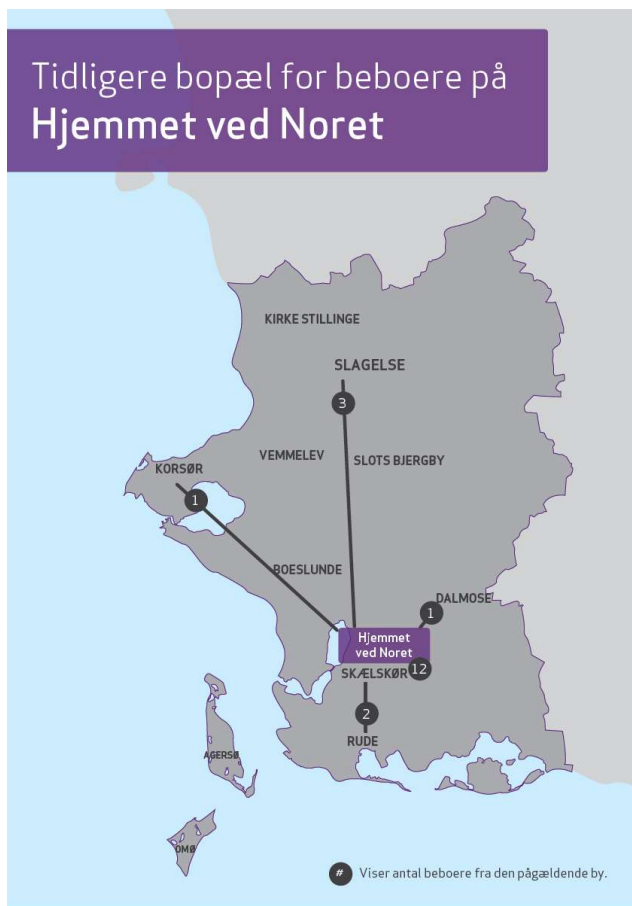 Tidligere bopæl for beboere på
Hjemmet ved Noret
KIRKE STILLINGE
SLAGELSE
3
VEMMELEV
SLOTS BJERGBY
KORSØR
1
BOESLUNDE
DALMOSE
1
Hjemmet
ved Noret
SKÆLSKØR
12
2
RUDE
AGERSØ
OMØ
# Viser antal beboere fra den pågældende by.